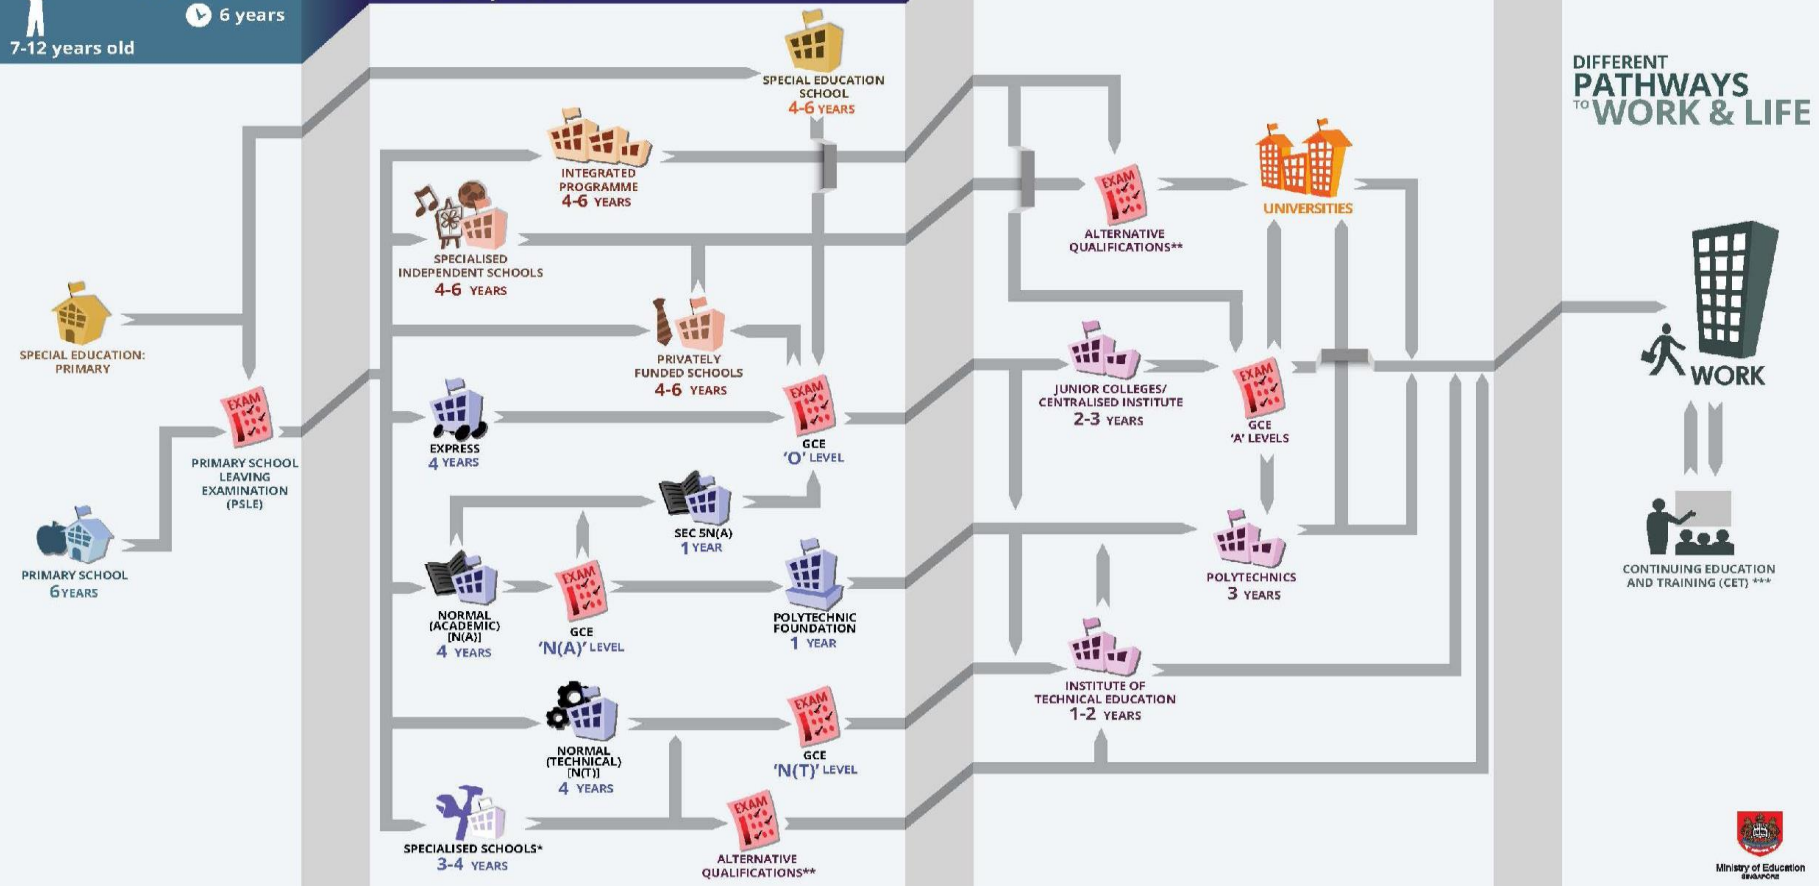 6 years
7-12 years old
SPECIAL EDUCATION:
PRIMARY
PRIMARY SCHOOL
6 YEARS
EXAM
PRIMARY SCHOOL
LEAVING
EXAMINATION
(PSLE)
SPECIAL EDUCATION
SCHOOL
4-6 YEARS
INTEGRATED
PROGRAMME
4-6 YEARS
SPECIALISED
INDEPENDENT SCHOOLS
4-6 YEARS
PRIVATELY
FUNDED SCHOOLS
4-6 YEARS
EXPRESS
4 YEARS
EXAM
GCE
'O' LEVEL
SEC 5N(A)
1 YEAR
NORMAL
(ACADEMIC)
[N(A)]
4 YEARS
EXAM
GCE
'N(A)' LEVEL
POLYTECHNIC
FOUNDATION
1 YEAR
NORMAL
(TECHNICAL)
[N(T)]
4 YEARS
EXAM
GCE
'N(T)' LEVEL
SPECIALISED SCHOOLS*
3-4 YEARS
EXAM
ALTERNATIVE
QUALIFICATIONS**
EXAM
ALTERNATIVE
QUALIFICATIONS**
UNIVERSITIES
JUNIOR COLLEGES/
CENTRALISED INSTITUTE
2-3 YEARS
EXAM
GCE
'A' LEVELS
POLYTECHNICS
3 YEARS
INSTITUTE OF
TECHNICAL EDUCATION
1-2 YEARS
DIFFERENT
PATHWAYS
TO WORK & LIFE
WORK
CONTINUING EDUCATION
AND TRAINING (CET) ***
Ministry of Education
SINGAPORE